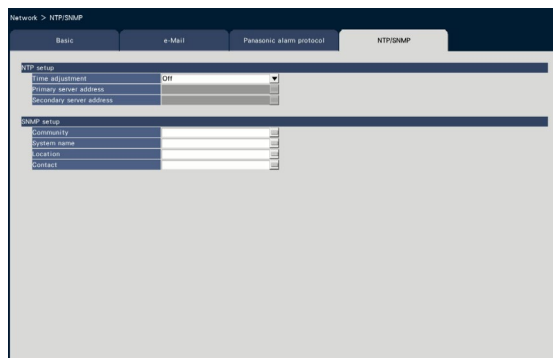 Network > NTP/SNMP
Basic e-Mail Panasonic alarm protocol NTP/SNMP
NTP setup
Time adjustment Off
Primary server address
Secondary server address
SNMP setup
Community
System name
Location
Contact